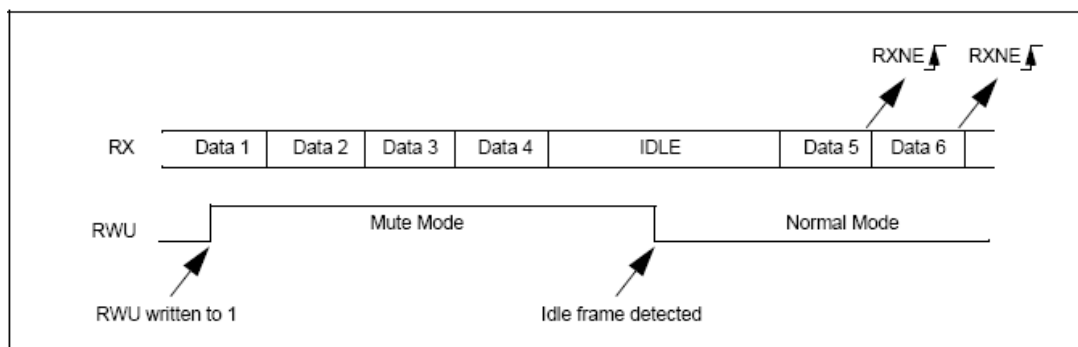 RXNE RXNE
RX Data 1 Data 2 Data 3 Data 4 IDLE Data 5 Data 6
RWU Mute Mode Normal Mode
RWU written to 1 Idle frame detected